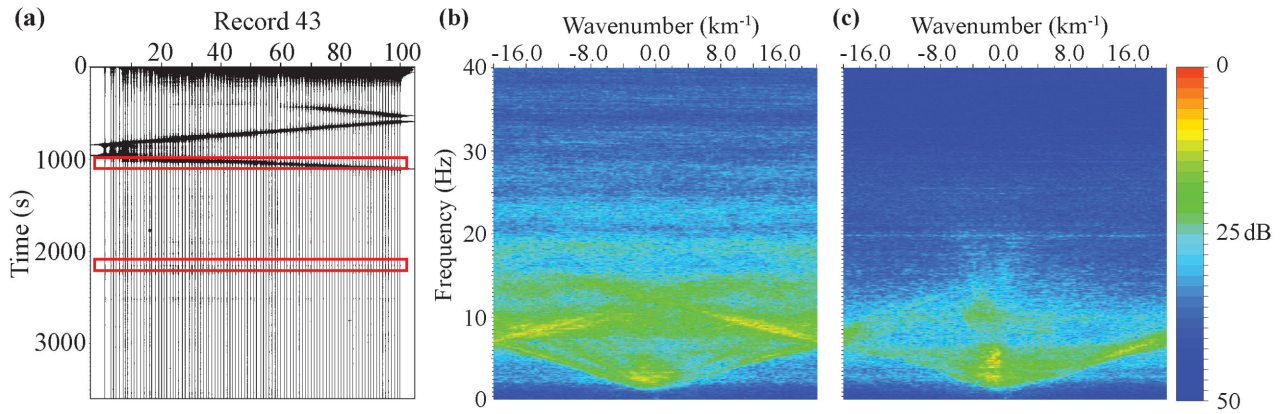 (a)
Record 43
20 40 60 80 100
0
1000
2000
3000
Time (s)
(b)
Wavenumber (km-1)
-16.0 -8.0 0.0 8.0 16.0
40
30
20
10
0
Frequency (Hz)
(c)
Wavenumber (km-1)
-16.0 -8.0 0.0 8.0 16.0
0
25 dB
50